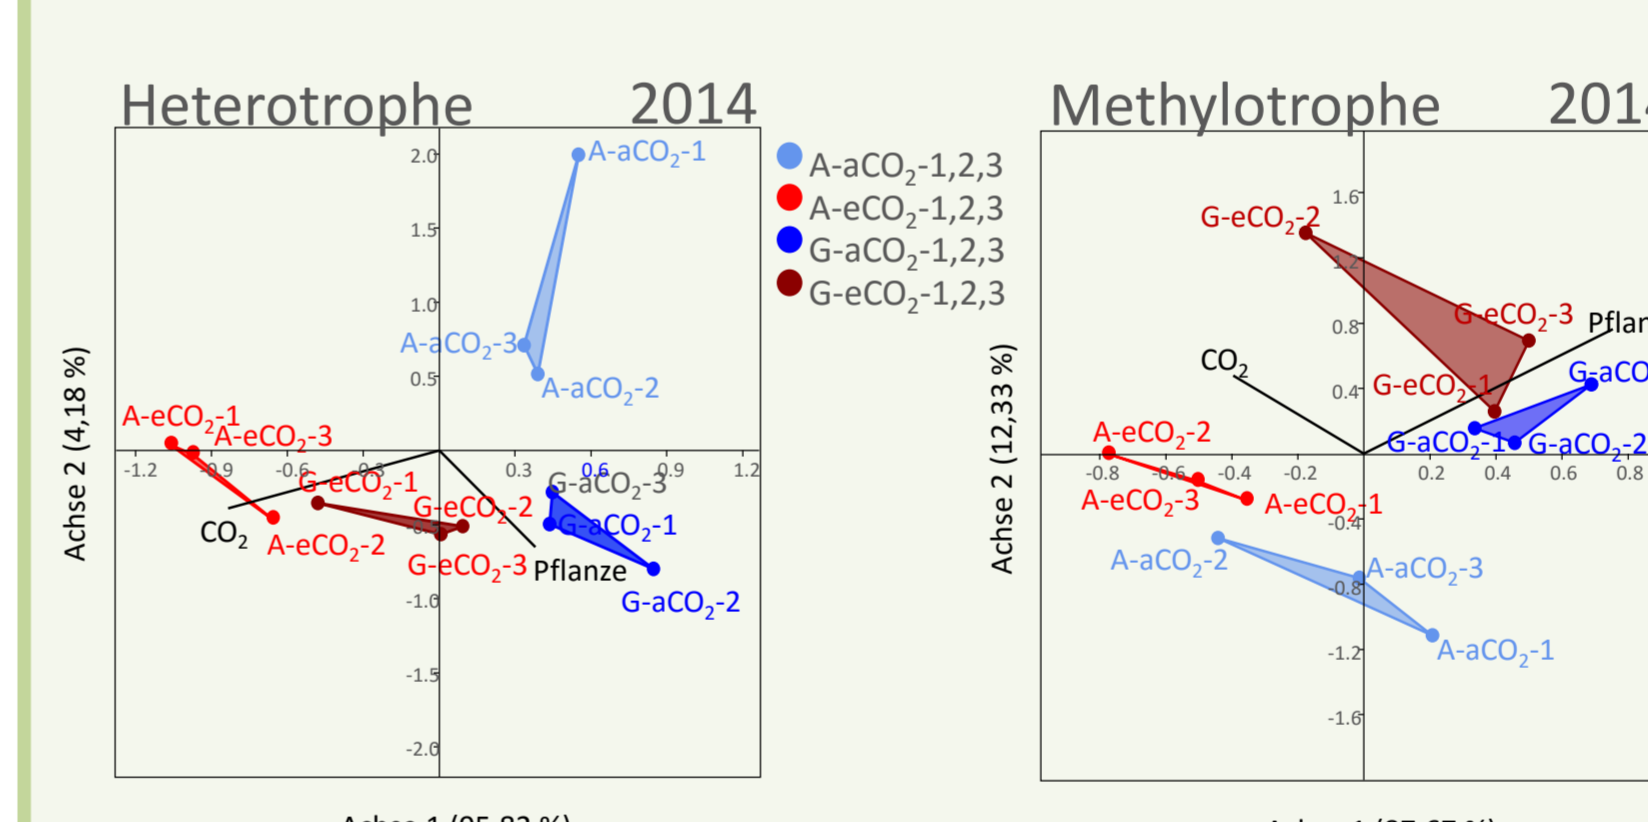 Heterotrophe 2014
2.0
A-aCO₂-1
1.5
1.0
A-aCO₂-3
0.5
A-aCO₂-2
A-eCO₂-1
A-eCO₂-3
-1.2 -0.9 -0.6 -0.3 0.3 0.6 0.9 1.2
G-eCO₂-1
G-aCO₂-3
G-eCO₂-2
-0.5
G-aCO₂-1
CO₂
A-eCO₂-2
G-eCO₂-3
Pflanze
-1.0
G-aCO₂-2
-1.5
-2.0
Achse 2 (4,18 %)
A-aCO₂-1,2,3
A-eCO₂-1,2,3
G-aCO₂-1,2,3
G-eCO₂-1,2,3
Methylotrophe
1.6
G-eCO₂-2
1.2
G-eCO₂-3
0.8
CO₂
G-eCO₂-1
0.4
A-eCO₂-2
G-aCO₂-1
G-aCO₂-2
-0.8 -0.6 -0.4 -0.2 0.2 0.4 0.6 0.8
A-eCO₂-3
A-eCO₂-1
-0.4
A-aCO₂-2
A-aCO₂-3
-0.8
A-aCO₂-1
-1.2
-1.6
Achse 2 (12,33 %)